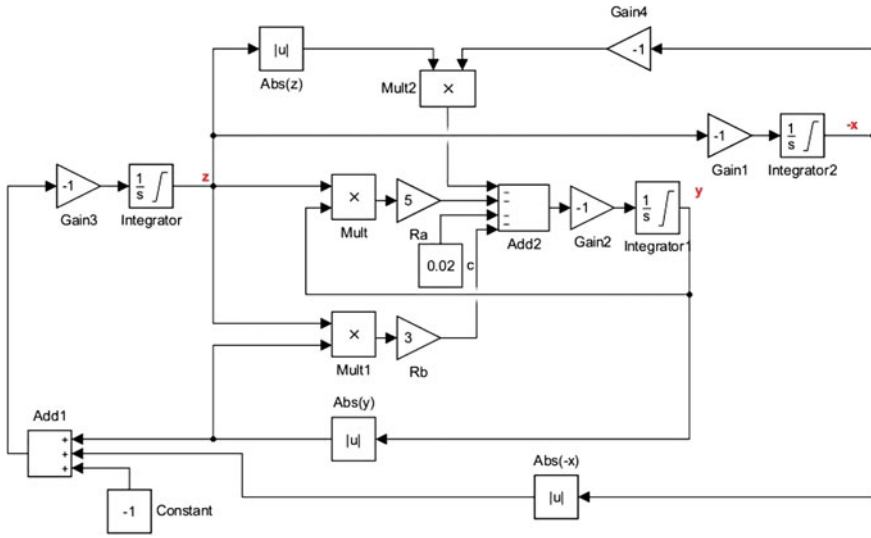 Gain4
|u|
-1
Abs(z)
Mult2
×
-x
-1
1
s
Gain1
Integrator2
-1
1
s
z
Gain3
Integrator
×
5
Mult
Ra
-
-
-
-
Add2
-1
Gain2
1
s
y
Integrator1
0.02
c
×
3
Mult1
Rb
Abs(y)
|u|
Add1
+
+
+
Abs(-x)
|u|
-1
Constant